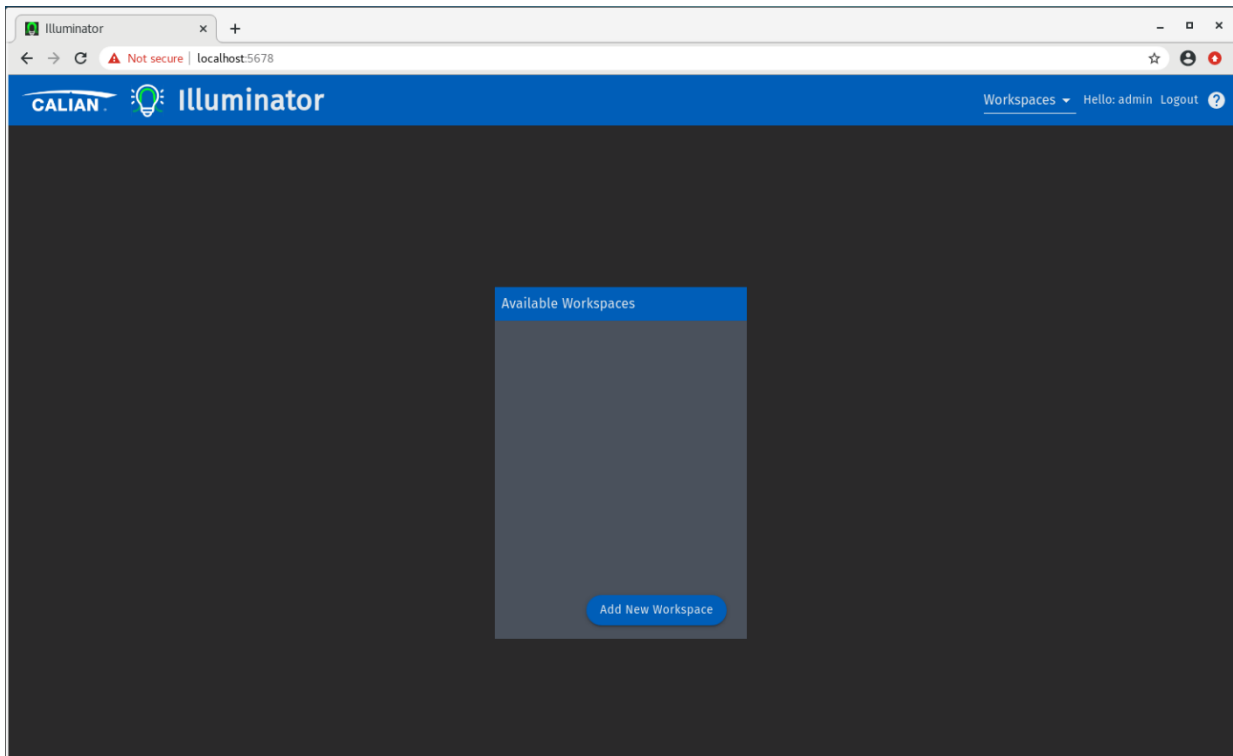 Illuminator
Not secure | localhost:5678
CALIAN. Illuminator Workspaces Hello: admin Logout ?
Available Workspaces
Add New Workspace